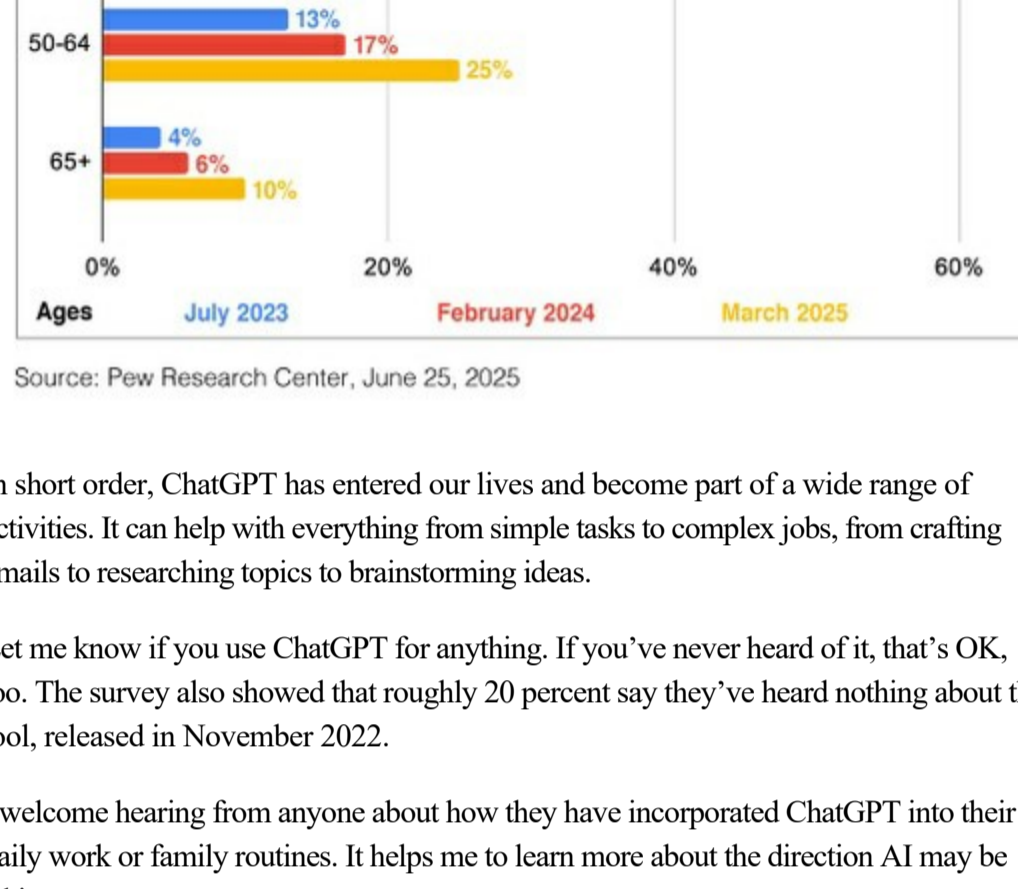 13%
50-64
17%
25%
4%
65+
6%
10%
0% 20% 40% 60%
Ages July 2023 February 2024 March 2025
Source: Pew Research Center, June 25, 2025
short order, ChatGPT has entered our lives and become part of a wide range of
ctivities. It can help with everything from simple tasks to complex jobs, from crafting
mails to researching topics to brainstorming ideas.
et me know if you use ChatGPT for anything. If you’ve never heard of it, that’s OK,
oo. The survey also showed that roughly 20 percent say they’ve heard nothing about t
ool, released in November 2022.
welcome hearing from anyone about how they have incorporated ChatGPT into their
aily work or family routines. It helps me to learn more about the direction AI may be